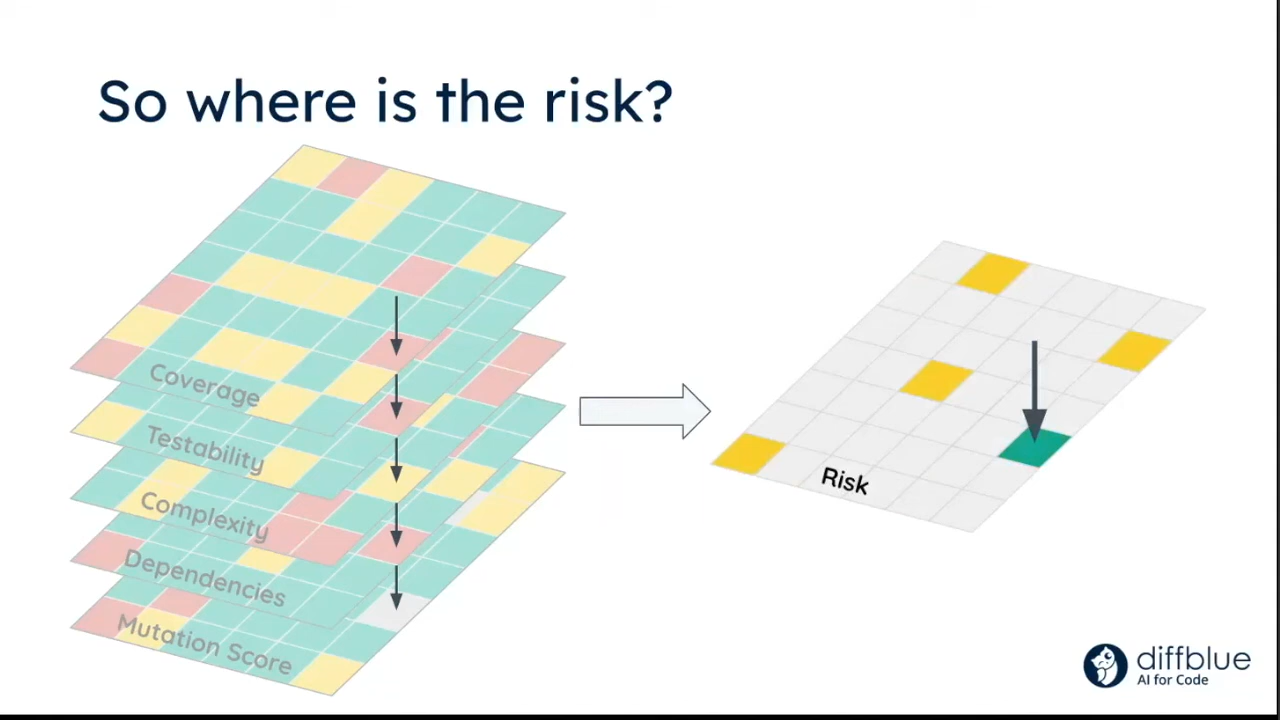 So where is the risk?
Coverage
Testability
Complexity
Dependencies
Mutation Score
Risk
diffblue
AI for Code